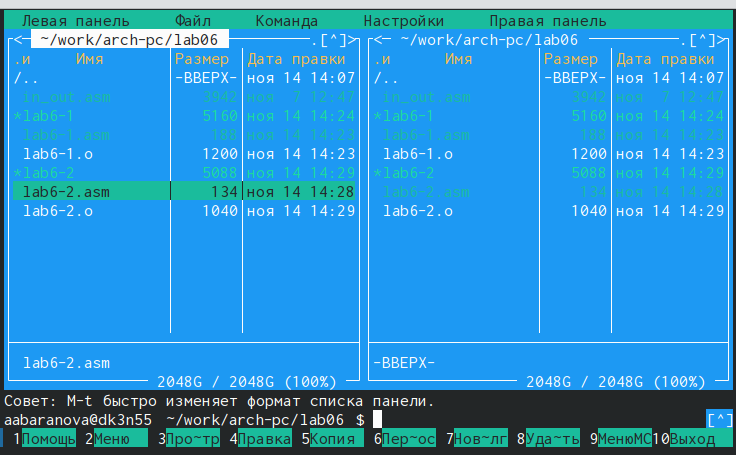 Левая панель Файл Команда Настройки Правая панель
<─ ~/work/arch-pc/lab06 .[^]> <─ ~/work/arch-pc/lab06 .[^]>
.и Имя Размер Дата правки .и Имя Размер Дата правки
/.. -ВВЕРХ- ноя 14 14:07 /.. -ВВЕРХ- ноя 14 14:07
in_out.asm 3942 ноя 7 12:47 in_out.asm 3942 ноя 7 12:47
*lab6-1 5160 ноя 14 14:24 *lab6-1 5160 ноя 14 14:24
lab6-1.asm 188 ноя 14 14:23 lab6-1.asm 188 ноя 14 14:23
lab6-1.o 1200 ноя 14 14:23 lab6-1.o 1200 ноя 14 14:23
*lab6-2 5088 ноя 14 14:29 *lab6-2 5088 ноя 14 14:29
lab6-2.asm 134 ноя 14 14:28 lab6-2.asm 134 ноя 14 14:28
lab6-2.o 1040 ноя 14 14:29 lab6-2.o 1040 ноя 14 14:29
lab6-2.asm -ВВЕРХ-
2048G / 2048G (100%) 2048G / 2048G (100%)
Совет: M-t быстро изменяет формат списка панели.
aabaranova@dk3n55 ~/work/arch-pc/lab06 $ [^]
1Помощь 2Меню 3Про~тр 4Правка 5Копия 6Пер~ос 7Нов~лг 8Уда~ть 9МенюMC 10Выход